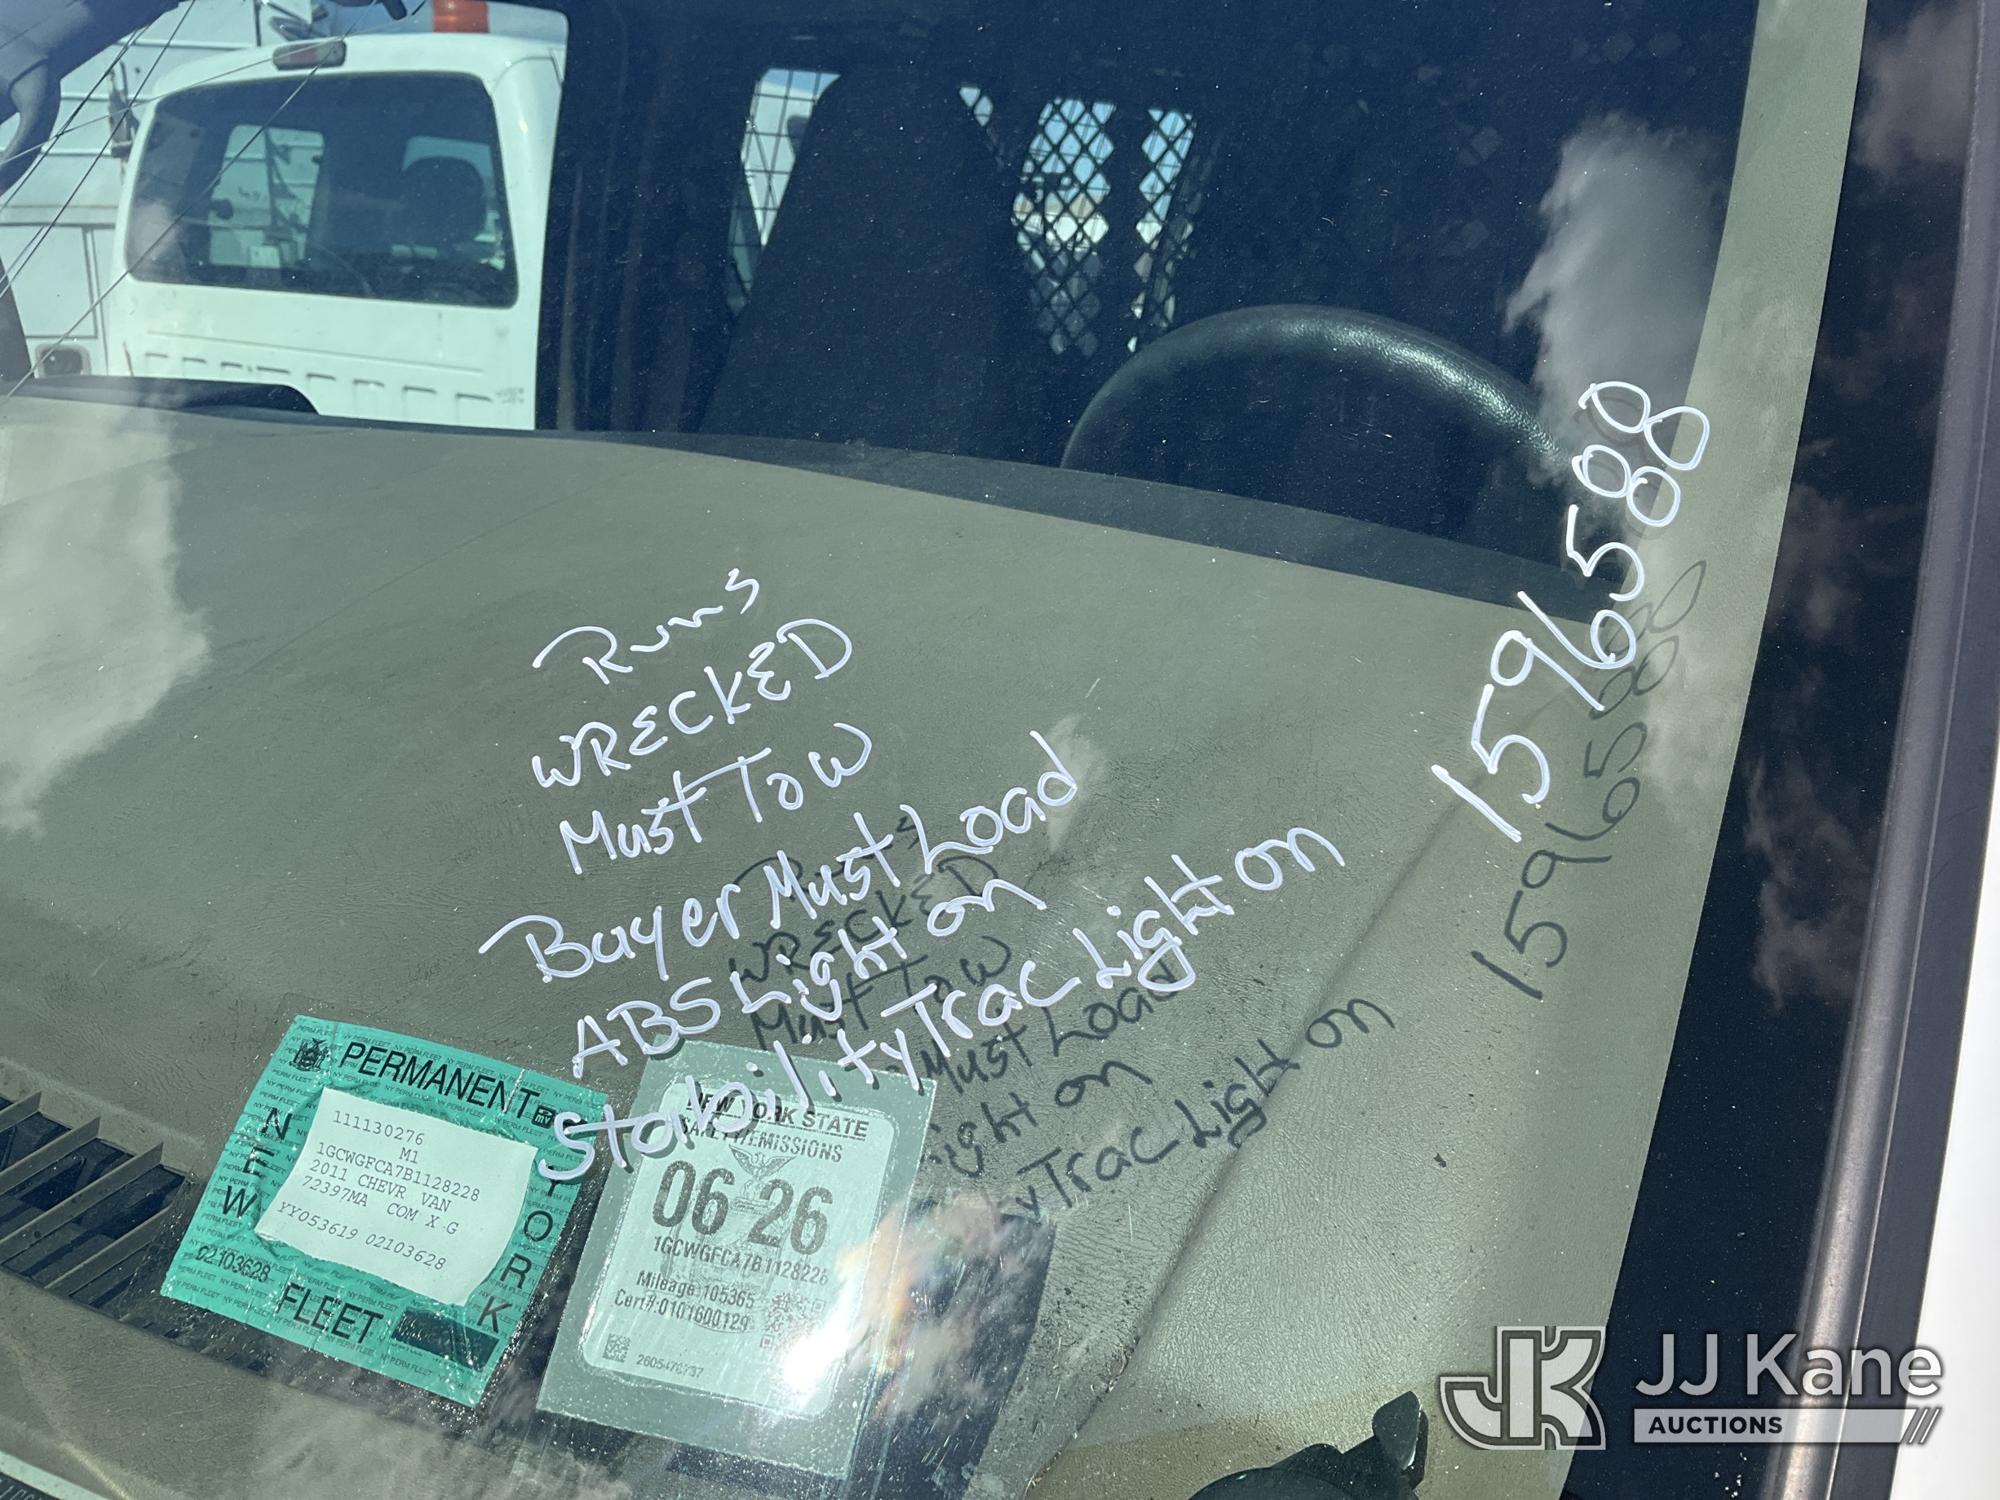 Runs
WRECKED
Must Tow
Buyer Must Load
ABS Light on
Stability Trac Light on
1596588
PERMANENT
NEW YORK
FLEET
02103628
111130276
M1
1GCWGFCA7B1128228
2011 CHEVR VAN
72397MA COM X G
YY053619 02103628
NEW YORK STATE
SAFETY/EMISSIONS
06 26
1GCWGFCA7B1128228
Mileage:105365
Cert#:0101600129
JK
JJ Kane
AUCTIONS